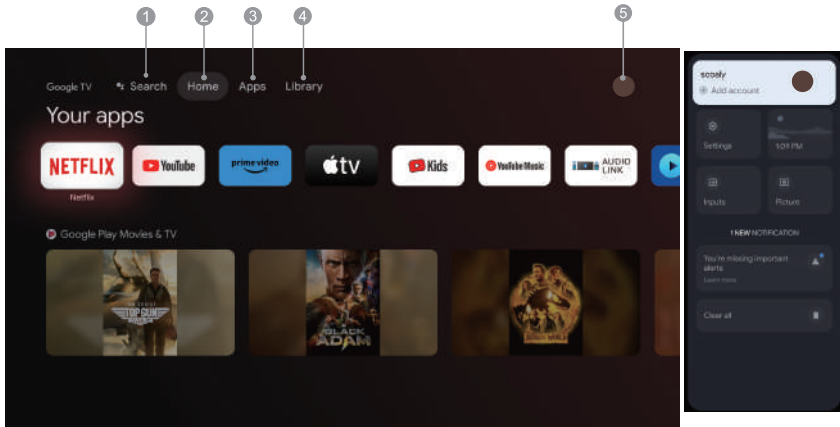 1
2
3
4
5
Google TV
Search
Home
Apps
Library
Your apps
NETFLIX
YouTube
prime video
tv
Kids
YouTube Music
AUDIO
LINK
Netflix
Google Play Movies & TV
TOP GUN
BLACK
ADAM
scoaly
Add account
Settings
1:09 PM
Inputs
Picture
1 NEW NOTIFICATION
You're missing important
alerts
Learn more
Clear all